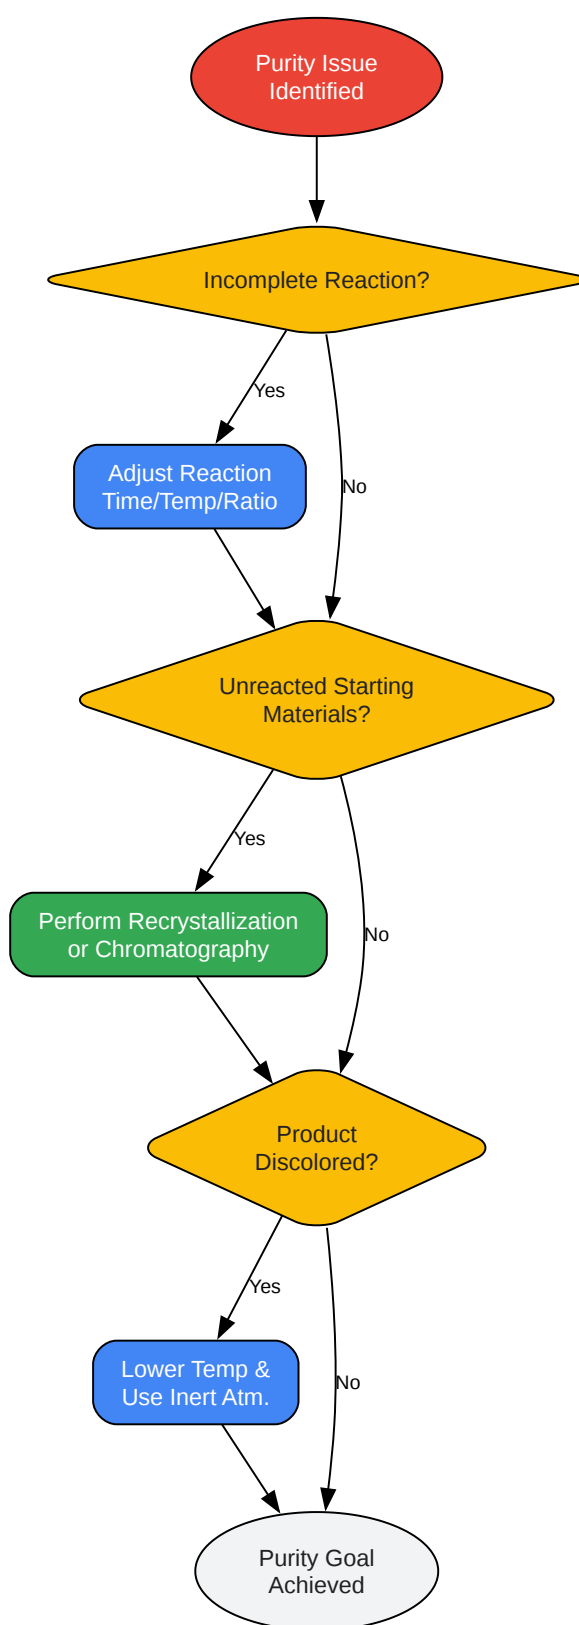 Purity Issue
Identified
Incomplete Reaction?
Yes
Adjust Reaction
Time/Temp/Ratio
No
Unreacted Starting
Materials?
Yes
Perform Recrystallization
or Chromatography
No
Product
Discolored?
Yes
Lower Temp &
Use Inert Atm.
No
Purity Goal
Achieved